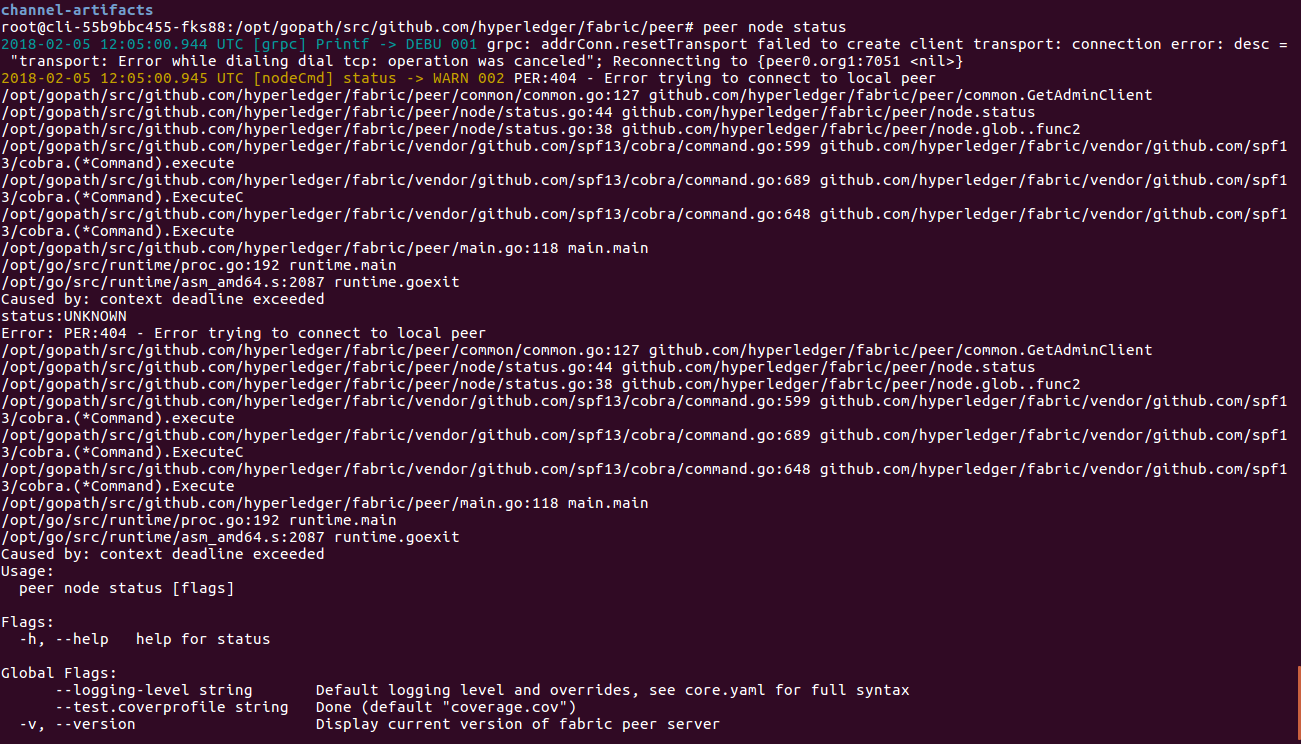 channel-artifacts
root@cli-55b9bbc455-fks88:/opt/gopath/src/github.com/hyperledger/fabric/peer# peer node status
2018-02-05 12:05:00.944 UTC [grpc] Printf -> DEBU 001 grpc: addrConn.resetTransport failed to create client transport: connection error: desc =
"transport: Error while dialing dial tcp: operation was canceled"; Reconnecting to {peer0.org1:7051 <nil>}
2018-02-05 12:05:00.945 UTC [nodeCmd] status -> WARN 002 PER:404 - Error trying to connect to local peer
/opt/gopath/src/github.com/hyperledger/fabric/peer/common/common.go:127 github.com/hyperledger/fabric/peer/common.GetAdminClient
/opt/gopath/src/github.com/hyperledger/fabric/peer/node/status.go:44 github.com/hyperledger/fabric/peer/node.status
/opt/gopath/src/github.com/hyperledger/fabric/peer/node/status.go:38 github.com/hyperledger/fabric/peer/node.glob..func2
/opt/gopath/src/github.com/hyperledger/fabric/vendor/github.com/spf13/cobra/command.go:599 github.com/hyperledger/fabric/vendor/github.com/spf1
3/cobra.(*Command).execute
/opt/gopath/src/github.com/hyperledger/fabric/vendor/github.com/spf13/cobra/command.go:689 github.com/hyperledger/fabric/vendor/github.com/spf1
3/cobra.(*Command).ExecuteC
/opt/gopath/src/github.com/hyperledger/fabric/vendor/github.com/spf13/cobra/command.go:648 github.com/hyperledger/fabric/vendor/github.com/spf1
3/cobra.(*Command).Execute
/opt/gopath/src/github.com/hyperledger/fabric/peer/main.go:118 main.main
/opt/go/src/runtime/proc.go:192 runtime.main
/opt/go/src/runtime/asm_amd64.s:2087 runtime.goexit
Caused by: context deadline exceeded
status:UNKNOWN
Error: PER:404 - Error trying to connect to local peer
/opt/gopath/src/github.com/hyperledger/fabric/peer/common/common.go:127 github.com/hyperledger/fabric/peer/common.GetAdminClient
/opt/gopath/src/github.com/hyperledger/fabric/peer/node/status.go:44 github.com/hyperledger/fabric/peer/node.status
/opt/gopath/src/github.com/hyperledger/fabric/peer/node/status.go:38 github.com/hyperledger/fabric/peer/node.glob..func2
/opt/gopath/src/github.com/hyperledger/fabric/vendor/github.com/spf13/cobra/command.go:599 github.com/hyperledger/fabric/vendor/github.com/spf1
3/cobra.(*Command).execute
/opt/gopath/src/github.com/hyperledger/fabric/vendor/github.com/spf13/cobra/command.go:689 github.com/hyperledger/fabric/vendor/github.com/spf1
3/cobra.(*Command).ExecuteC
/opt/gopath/src/github.com/hyperledger/fabric/vendor/github.com/spf13/cobra/command.go:648 github.com/hyperledger/fabric/vendor/github.com/spf1
3/cobra.(*Command).Execute
/opt/gopath/src/github.com/hyperledger/fabric/peer/main.go:118 main.main
/opt/go/src/runtime/proc.go:192 runtime.main
/opt/go/src/runtime/asm_amd64.s:2087 runtime.goexit
Caused by: context deadline exceeded
Usage:
  peer node status [flags]

Flags:
  -h, --help   help for status

Global Flags:
      --logging-level string       Default logging level and overrides, see core.yaml for full syntax
      --test.coverprofile string   Done (default "coverage.cov")
  -v, --version                    Display current version of fabric peer server